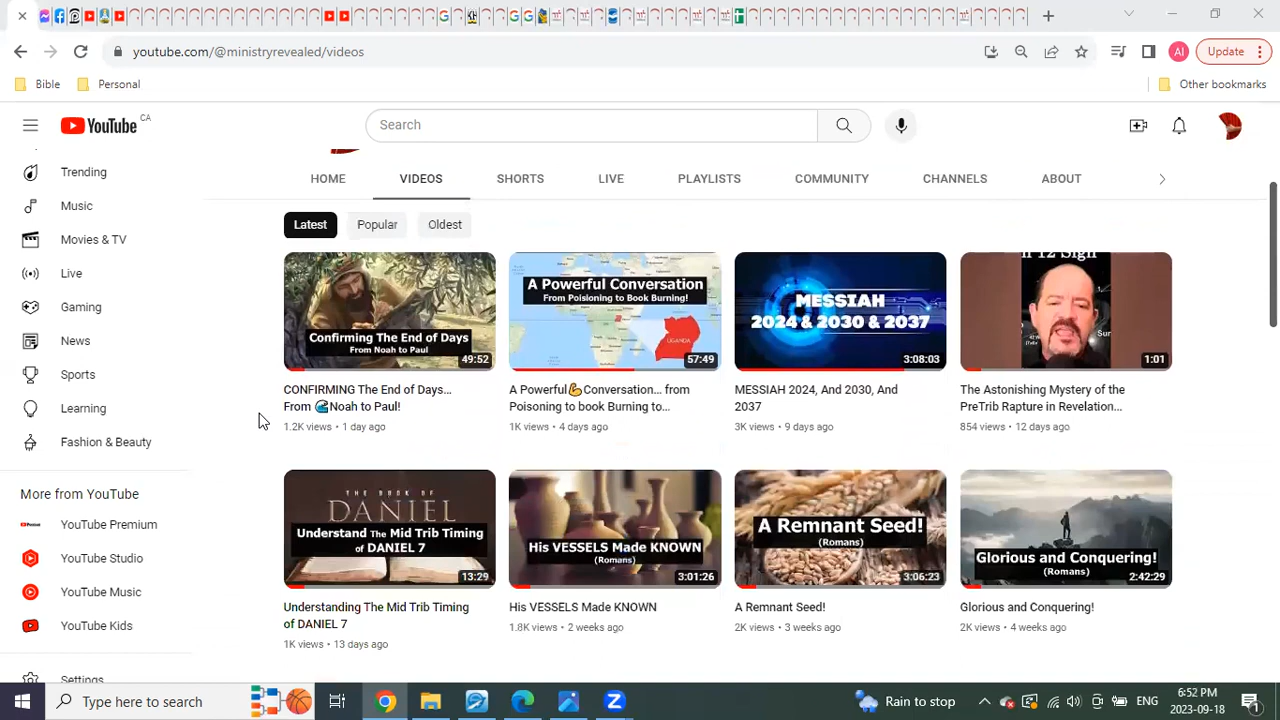 youtube.com/@ministryrevealed/videos
AI
Update
Bible
Personal
Other bookmarks
YouTube
CA
Search
Trending
Music
Movies & TV
Live
Gaming
News
Sports
Learning
Fashion & Beauty
More from YouTube
YouTube Premium
YouTube Studio
YouTube Music
YouTube Kids
Settings
HOME
VIDEOS
SHORTS
LIVE
PLAYLISTS
COMMUNITY
CHANNELS
ABOUT
Latest
Popular
Oldest
Confirming The End of Days
From Noah to Paul
49:52
CONFIRMING The End of Days...
From Noah to Paul!
1.2K views • 1 day ago
A Powerful Conversation
From Poisioning to Book Burning!
UGANDA
57:49
A Powerful Conversation... from
Poisoning to book Burning to...
1K views • 4 days ago
MESSIAH
2024 & 2030 & 2037
3:08:03
MESSIAH 2024, And 2030, And
2037
3K views • 9 days ago
12 Sign
Sur
1:01
The Astonishing Mystery of the
PreTrib Rapture in Revelation...
854 views • 12 days ago
THE BOOK OF
DANIEL
Understand The Mid Trib Timing
of DANIEL 7
13:29
Understanding The Mid Trib Timing
of DANIEL 7
1K views • 13 days ago
His VESSELS Made KNOWN
(Romans)
3:01:26
His VESSELS Made KNOWN
1.8K views • 2 weeks ago
A Remnant Seed!
(Romans)
3:06:23
A Remnant Seed!
2K views • 3 weeks ago
Glorious and Conquering!
(Romans)
2:42:29
Glorious and Conquering!
2K views • 4 weeks ago
Type here to search
Rain to stop
ENG
6:52 PM
2023-09-18
1